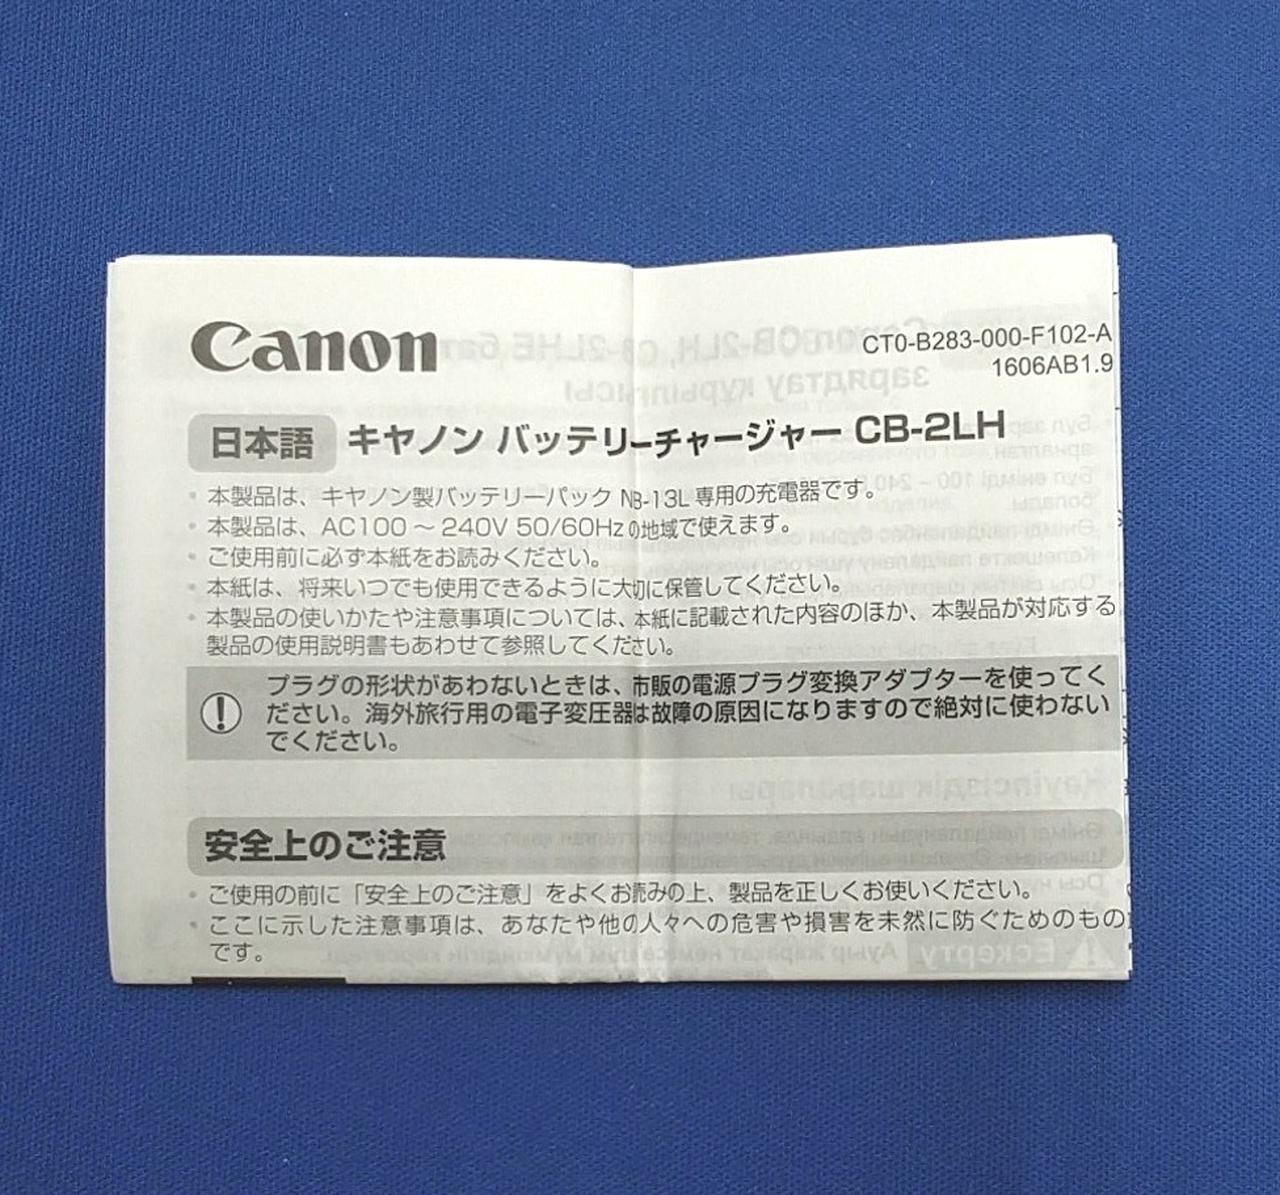 Canon
CT0-B283-000-F102-A
1606AB1.9
日本語 キヤノン バッテリーチャージャー CB-2LH
・本製品は、キヤノン製バッテリーパック NB-13L専用の充電器です。
・本製品は、AC100 ～ 240V 50/60Hzの地域で使えます。
・ご使用前に必ず本紙をお読みください。
・本紙は、将来いつでも使用できるように大切に保管してください。
・本製品の使いかたや注意事項については、本紙に記載された内容のほか、本製品が対応する
製品の使用説明書もあわせて参照してください。
プラグの形状があわないときは、市販の電源プラグ変換アダプターを使ってく
ださい。海外旅行用の電子変圧器は故障の原因になりますので絶対に使わない
でください。
安全上のご注意
・ご使用の前に「安全上のご注意」をよくお読みの上、製品を正しくお使いください。
・ここに示した注意事項は、あなたや他の人々への危害や損害を未然に防ぐためのもの
です。